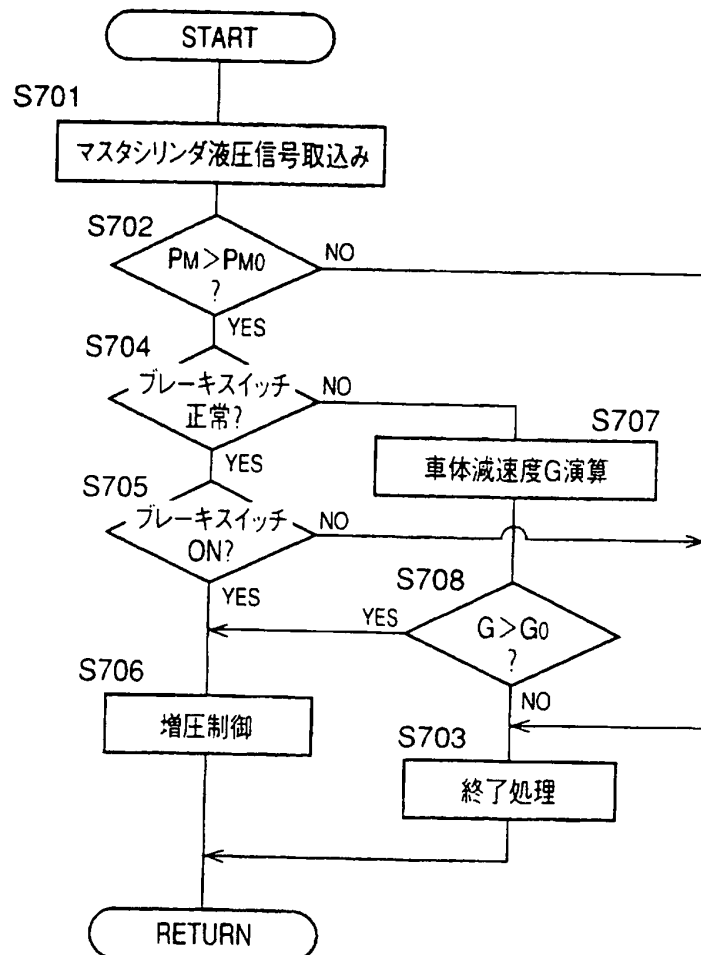 START
S701
マスタシリンダ液圧信号取込み
S702
PM>PM0
?
NO
YES
S704
ブレーキスイッチ
正常?
NO
YES
S707
車体減速度G演算
S705
ブレーキスイッチ
ON?
NO
YES
S708
G>G0
?
YES
NO
S706
増圧制御
S703
終了処理
RETURN